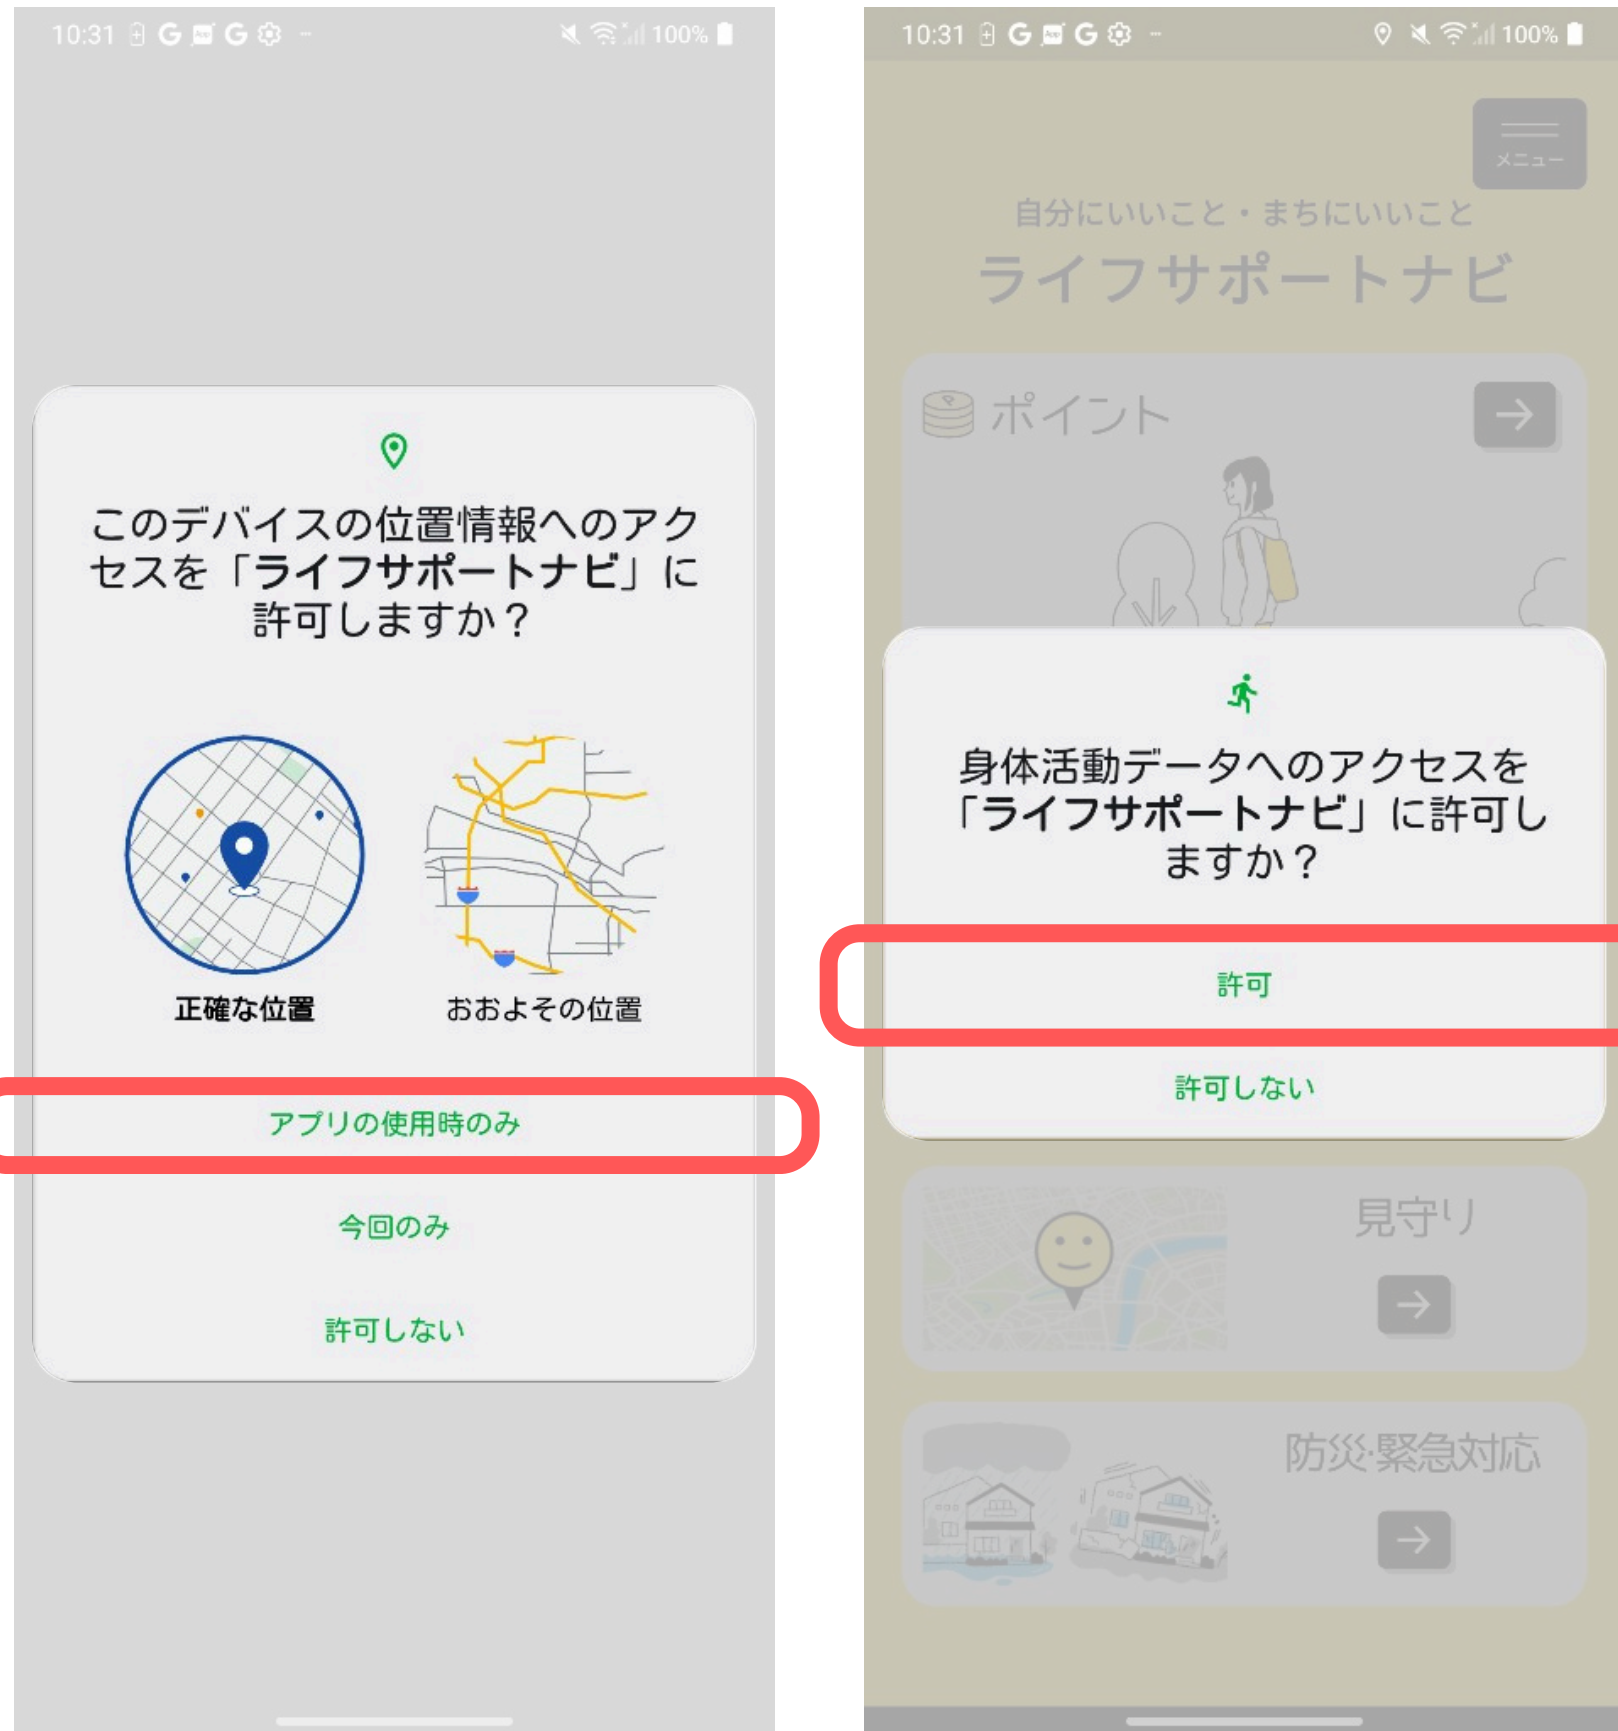 10:31
100%
このデバイスの位置情報へのアク
セスを「ライフサポートナビ」に
許可しますか？
正確な位置
おおよその位置
アプリの使用時のみ
今回のみ
許可しない
10:31
100%
メニュー
自分にいいこと・まちにいいこと
ライフサポートナビ
ポイント
身体活動データへのアクセスを
「ライフサポートナビ」に許可し
ますか？
許可
許可しない
見守り
防災・緊急対応